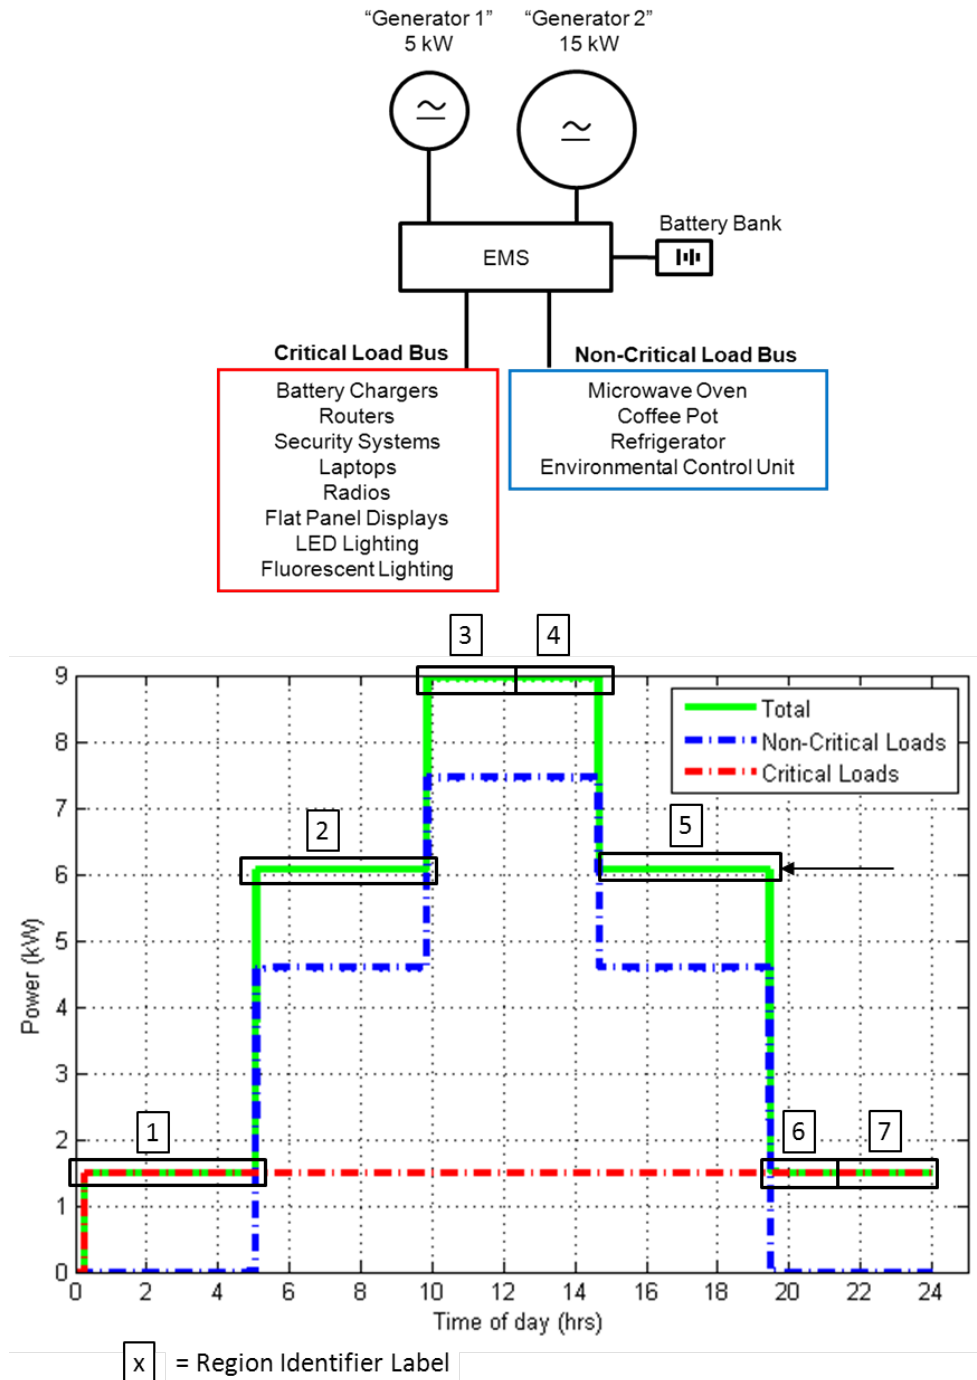 “Generator 1”
5 kW
“Generator 2”
15 kW
EMS
Battery Bank
Critical Load Bus
Battery Chargers
Routers
Security Systems
Laptops
Radios
Flat Panel Displays
LED Lighting
Fluorescent Lighting
Non-Critical Load Bus
Microwave Oven
Coffee Pot
Refrigerator
Environmental Control Unit
3
4
2
5
1
6
7
Total
Non-Critical Loads
Critical Loads
Power (kW)
9
8
7
6
5
4
3
2
1
0
0 2 4 6 8 10 12 14 16 18 20 22 24
Time of day (hrs)
x = Region Identifier Label